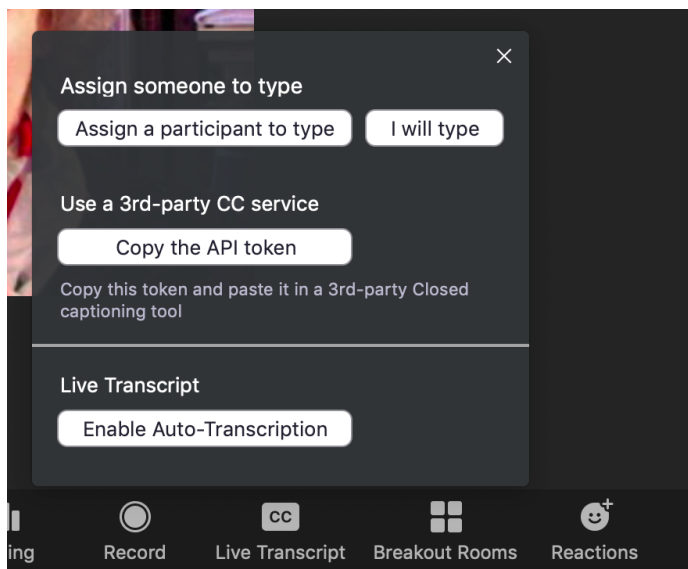 Assign someone to type
Assign a participant to type I will type
Use a 3rd-party CC service
Copy the API token
Copy this token and paste it in a 3rd-party Closed
captioning tool
Live Transcript
Enable Auto-Transcription
CC
ing Record Live Transcript Breakout Rooms Reactions